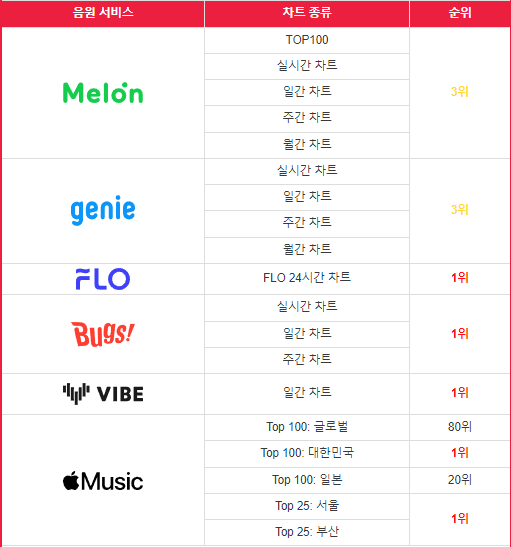 음원 서비스 차트 종류 순위
TOP100
실시간 차트
Melon 일간 차트 3위
주간 차트
월간 차트
실시간 차트
genie 일간 차트 3위
주간 차트
월간 차트
FLO FLO 24시간 차트 1위
실시간 차트
Bugs! 일간 차트 1위
주간 차트
VIBE 일간 차트 1위
Top 100: 글로벌 80위
Top 100: 대한민국 1위
Music Top 100: 일본 20위
Top 25: 서울
1위
Top 25: 부산